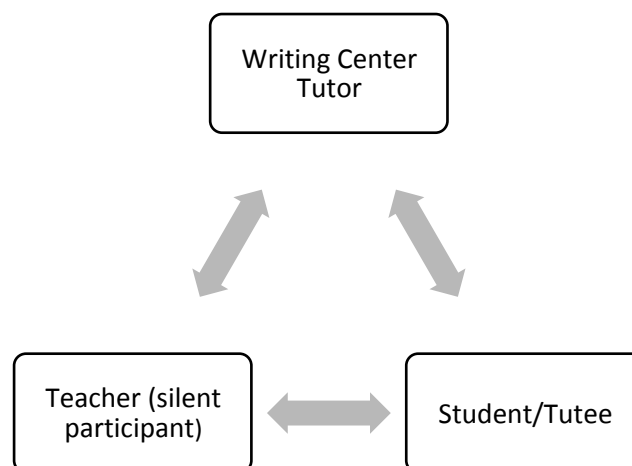 Writing Center
Tutor
Teacher (silent
participant)
Student/Tutee